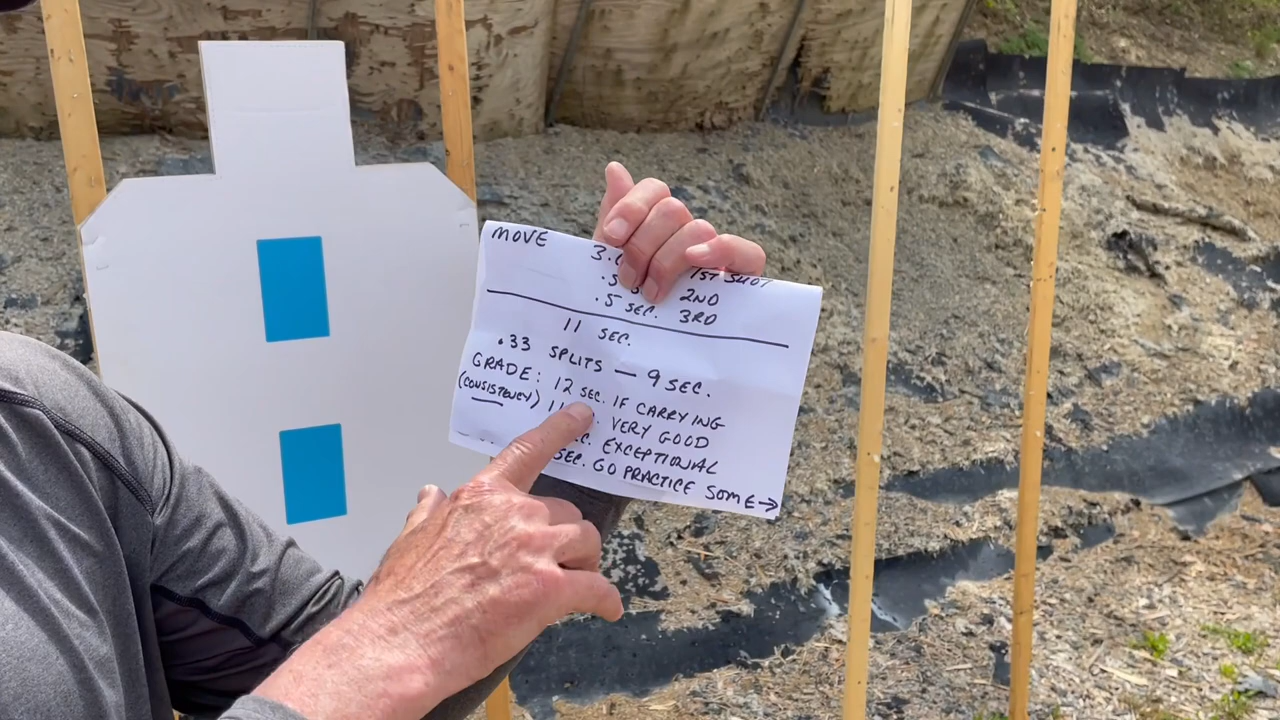 MOVE
1ST SHOT
2ND
.5 SEC. 3RD
11 SEC.
.33 SPLITS — 9 SEC.
GRADE: 12 SEC. IF CARRYING
(CONSISTENCY) VERY GOOD
EXCEPTIONAL
SEC. GO PRACTICE SOME →